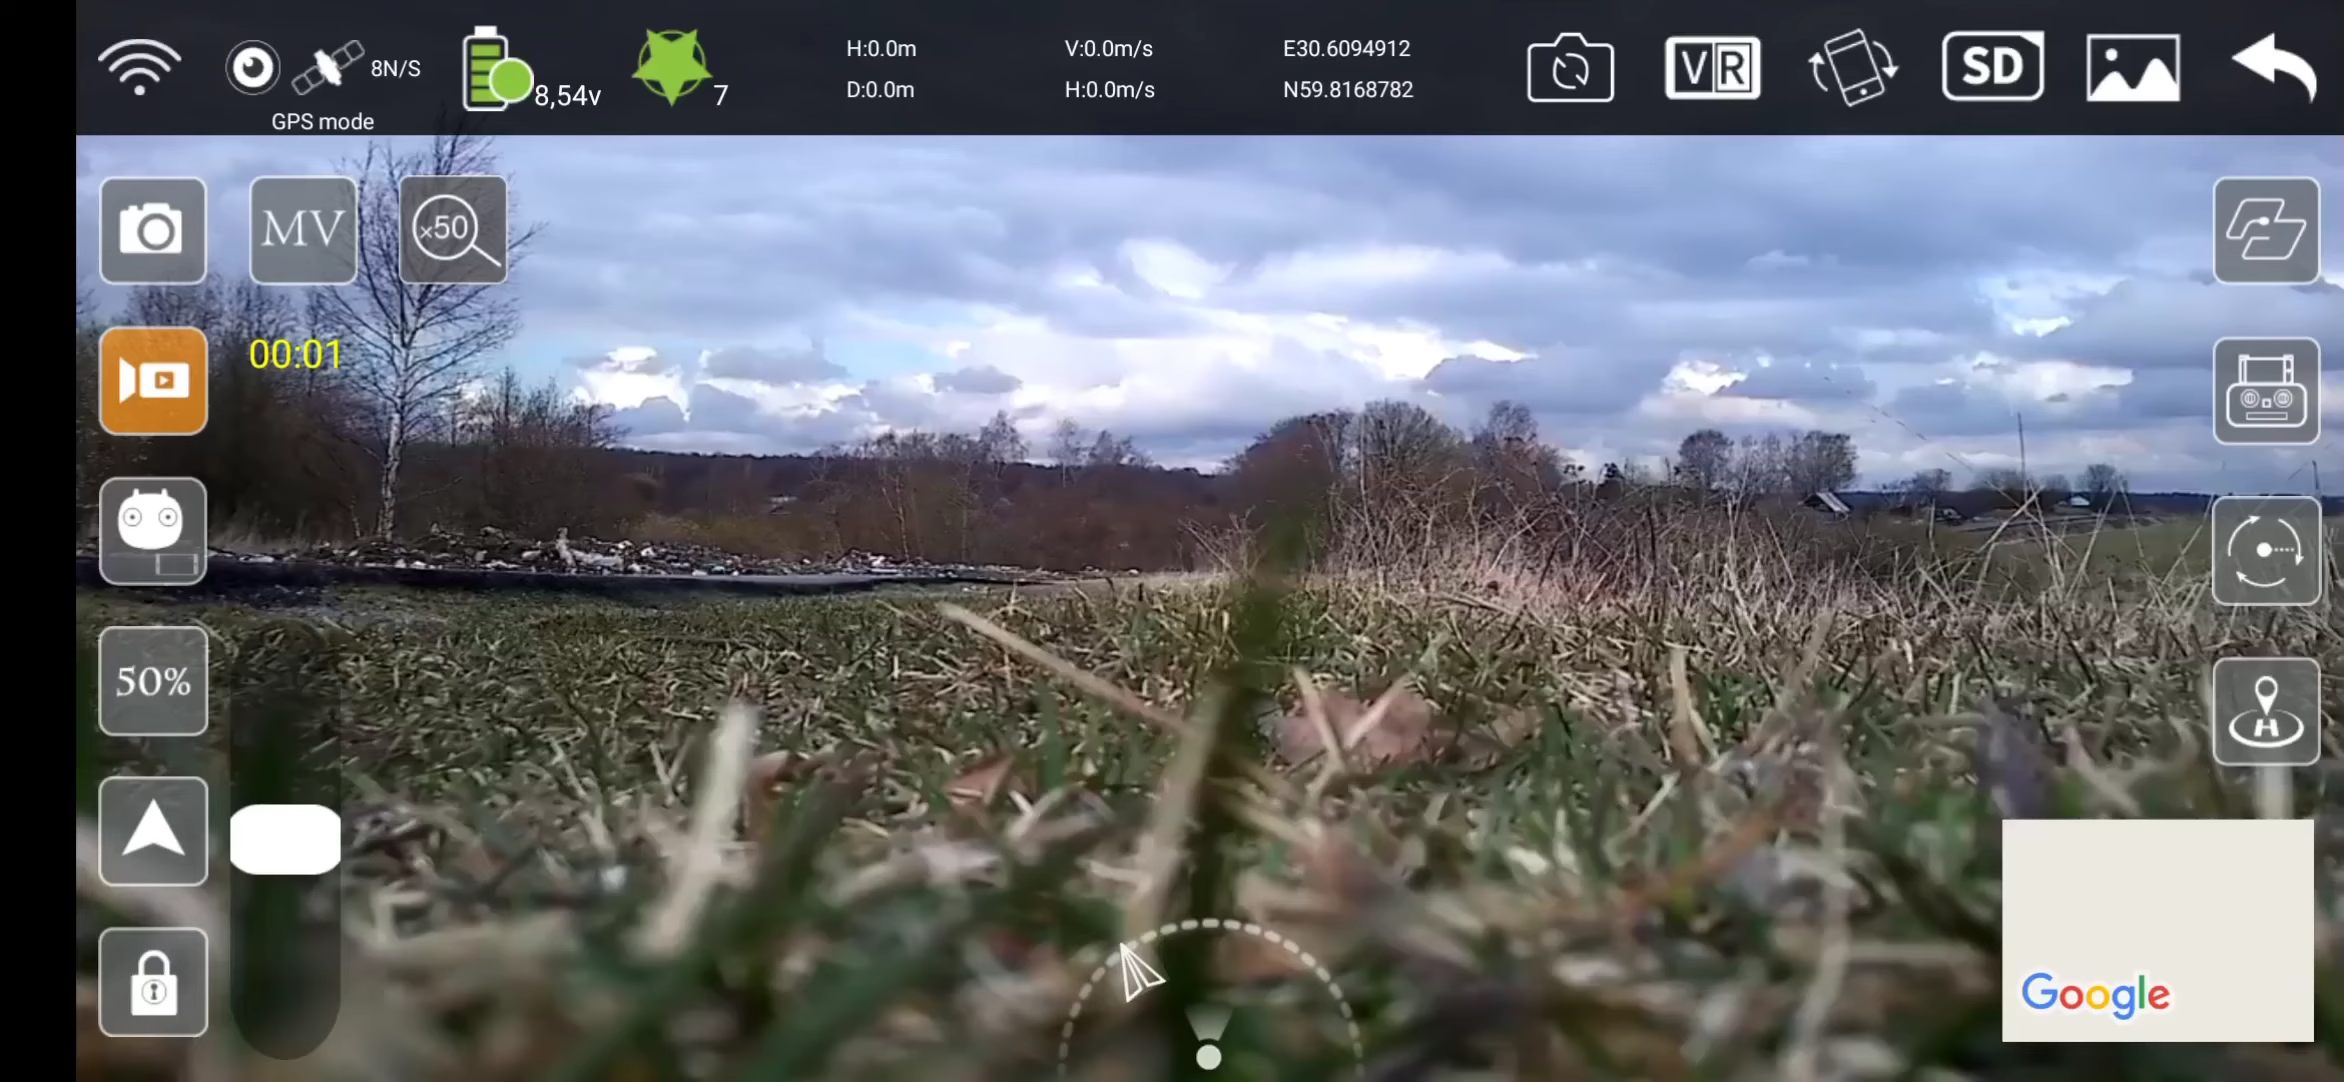 8N/S
GPS mode
8,54v
7
H:0.0m
D:0.0m
V:0.0m/s
H:0.0m/s
E30.6094912
N59.8168782
VR
SD
MV
×50
00:01
50%
H
Google